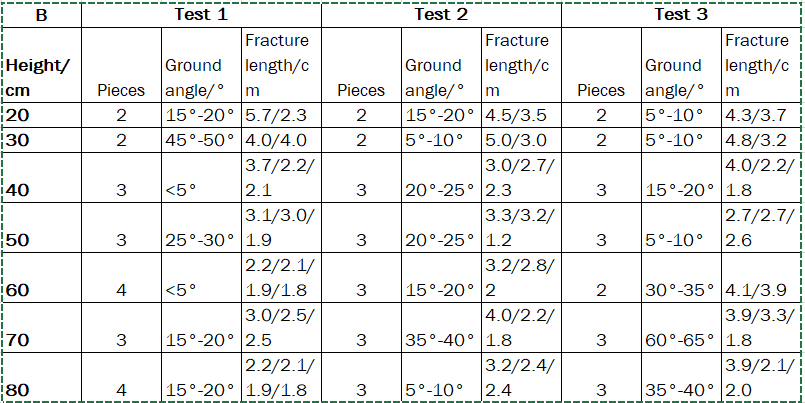 B Test 1 Test 2 Test 3
Height/cm Pieces Ground angle/° Fracture length/cm Pieces Ground angle/° Fracture length/cm Pieces Ground angle/° Fracture length/cm
20 2 15°-20° 5.7/2.3 2 15°-20° 4.5/3.5 2 5°-10° 4.3/3.7
30 2 45°-50° 4.0/4.0 2 5°-10° 5.0/3.0 2 5°-10° 4.8/3.2
40 3 <5° 3.7/2.2/2.1 3 20°-25° 3.0/2.7/2.3 3 15°-20° 4.0/2.2/1.8
50 3 25°-30° 3.1/3.0/1.9 3 20°-25° 3.3/3.2/1.2 3 5°-10° 2.7/2.7/2.6
60 4 <5° 2.2/2.1/1.9/1.8 3 15°-20° 3.2/2.8/2 2 30°-35° 4.1/3.9
70 3 15°-20° 3.0/2.5/2.5 3 35°-40° 4.0/2.2/1.8 3 60°-65° 3.9/3.3/1.8
80 4 15°-20° 2.2/2.1/1.9/1.8 3 5°-10° 3.2/2.4/2.4 3 35°-40° 3.9/2.1/2.0